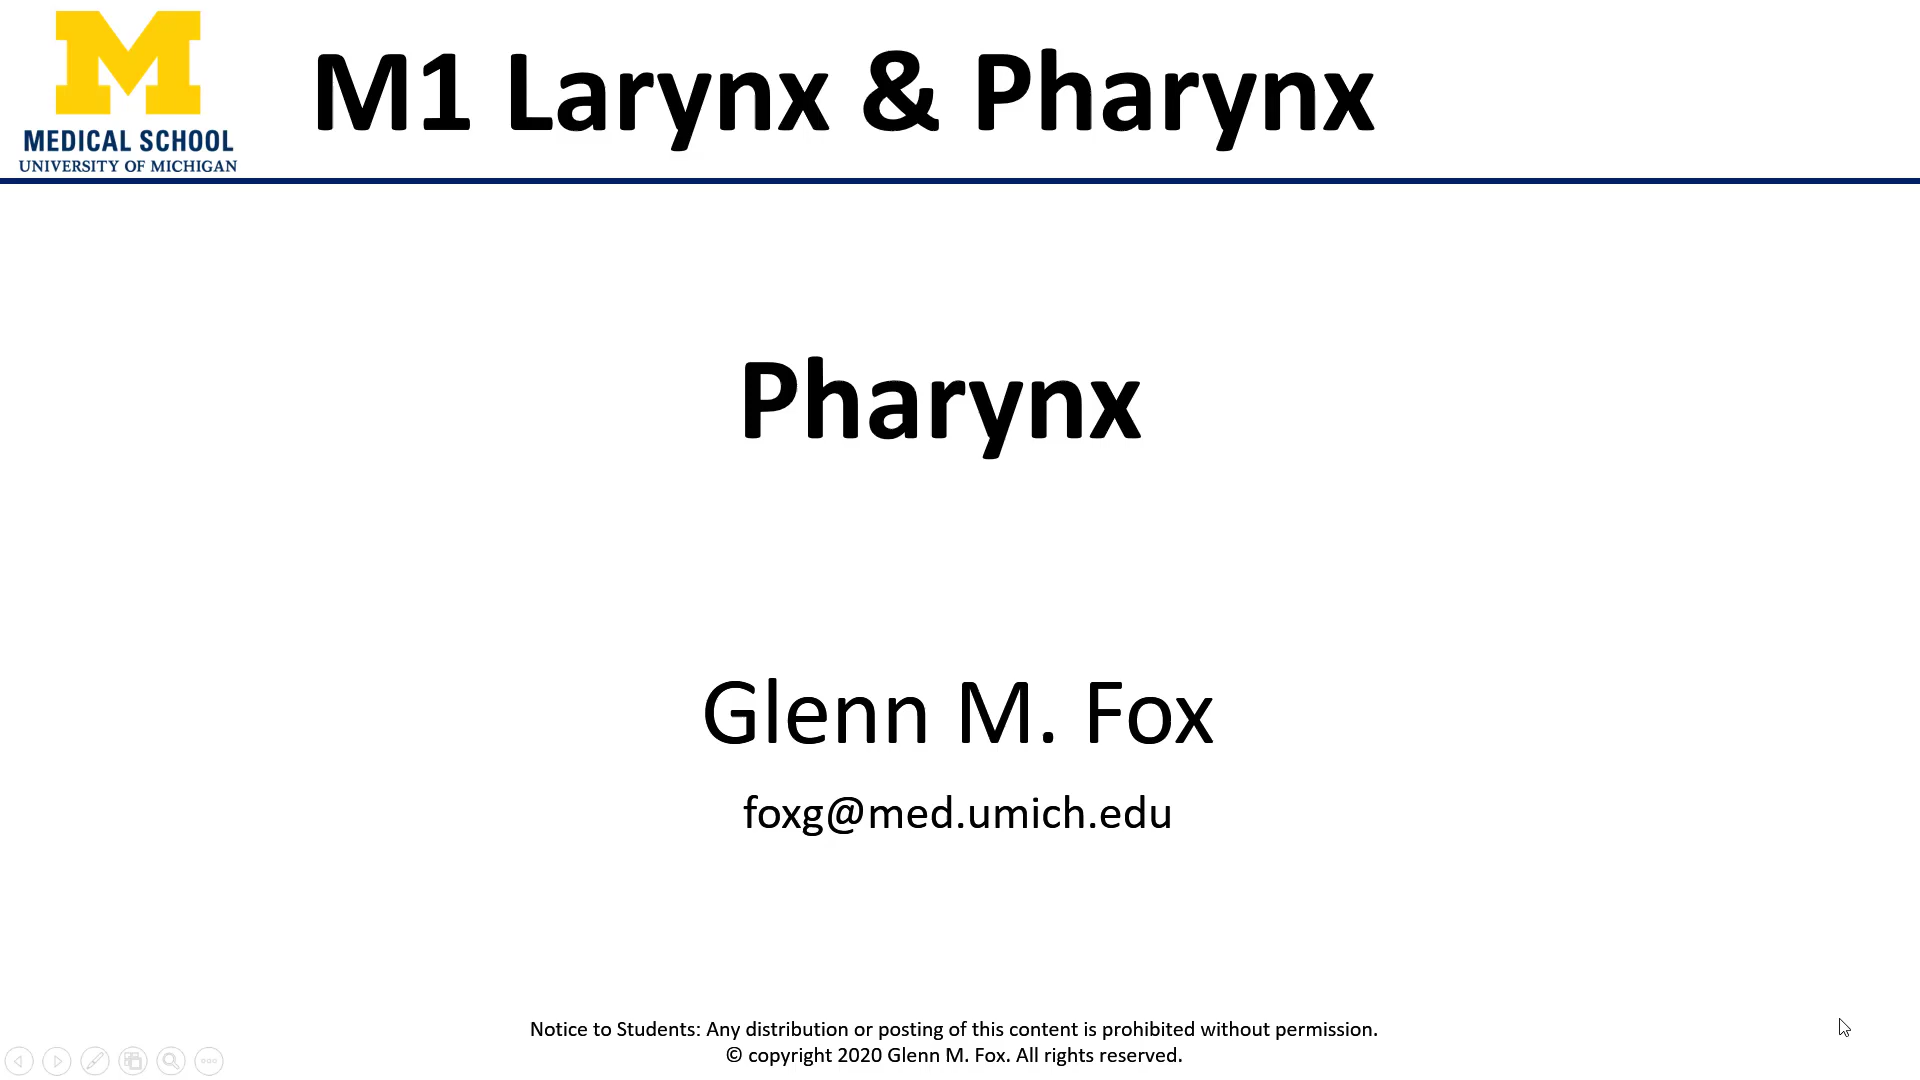 M
MEDICAL SCHOOL
UNIVERSITY OF MICHIGAN
M1 Larynx & Pharynx
Pharynx
Glenn M. Fox
foxg@med.umich.edu
Notice to Students: Any distribution or posting of this content is prohibited without permission.
© copyright 2020 Glenn M. Fox. All rights reserved.